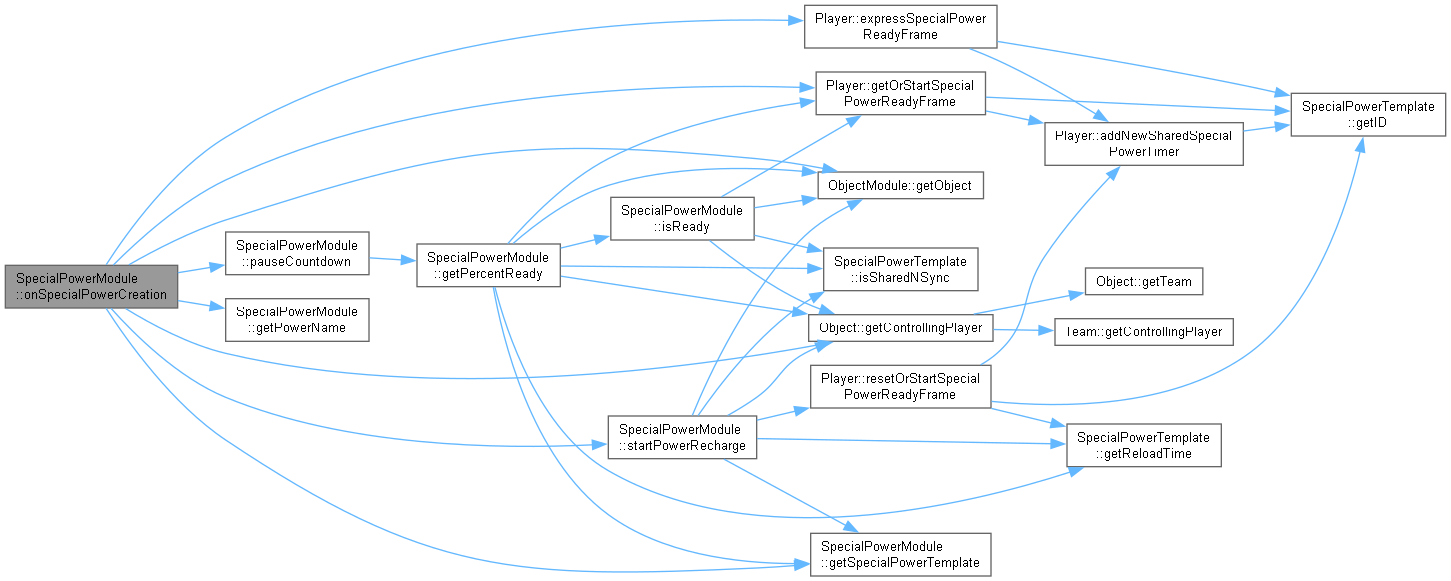 SpecialPowerModule
::onSpecialPowerCreation
SpecialPowerModule
::pauseCountdown
SpecialPowerModule
::getPowerName
SpecialPowerModule
::getPercentReady
SpecialPowerModule
::isReady
SpecialPowerModule
::startPowerRecharge
Player::expressSpecialPower
ReadyFrame
Player::getOrStartSpecial
PowerReadyFrame
ObjectModule::getObject
SpecialPowerTemplate
::isSharedNSync
Object::getControllingPlayer
Player::resetOrStartSpecial
PowerReadyFrame
SpecialPowerModule
::getSpecialPowerTemplate
Player::addNewSharedSpecial
PowerTimer
Object::getTeam
Team::getControllingPlayer
SpecialPowerTemplate
::getReloadTime
SpecialPowerTemplate
::getID